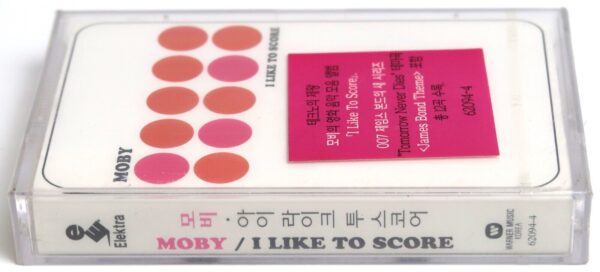 MOBY
I LIKE TO SCORE
테크노의 제왕
모비의 영화 음악 모음 앨범
「I Like To Score」.
007 제임스 본드의 새 시리즈
"Tomorrow Never Dies' 테마곡
<James Bond Theme> 포함
총 12곡 수록
62094-4
Elektra
모비 · 아이 라이크 투 스코어
MOBY / I LIKE TO SCORE
WARNER MUSIC
KOREA
62094-4